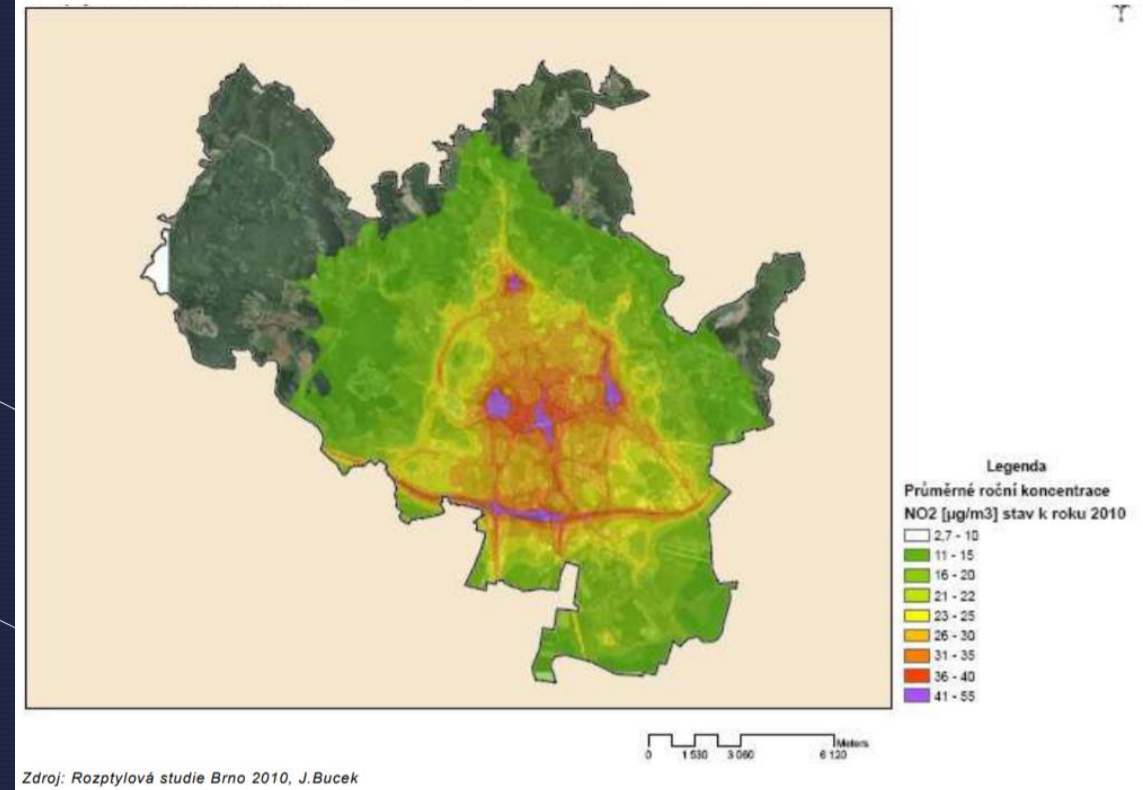 Legenda
Průměrné roční koncentrace
NO2 [µg/m3] stav k roku 2010
2,7 - 10
11 - 15
16 - 20
21 - 22
23 - 25
26 - 30
31 - 35
36 - 40
41 - 55
Meters
0 1 530 3 060 6 120
Zdroj: Rozptylová studie Brno 2010, J.Bucek